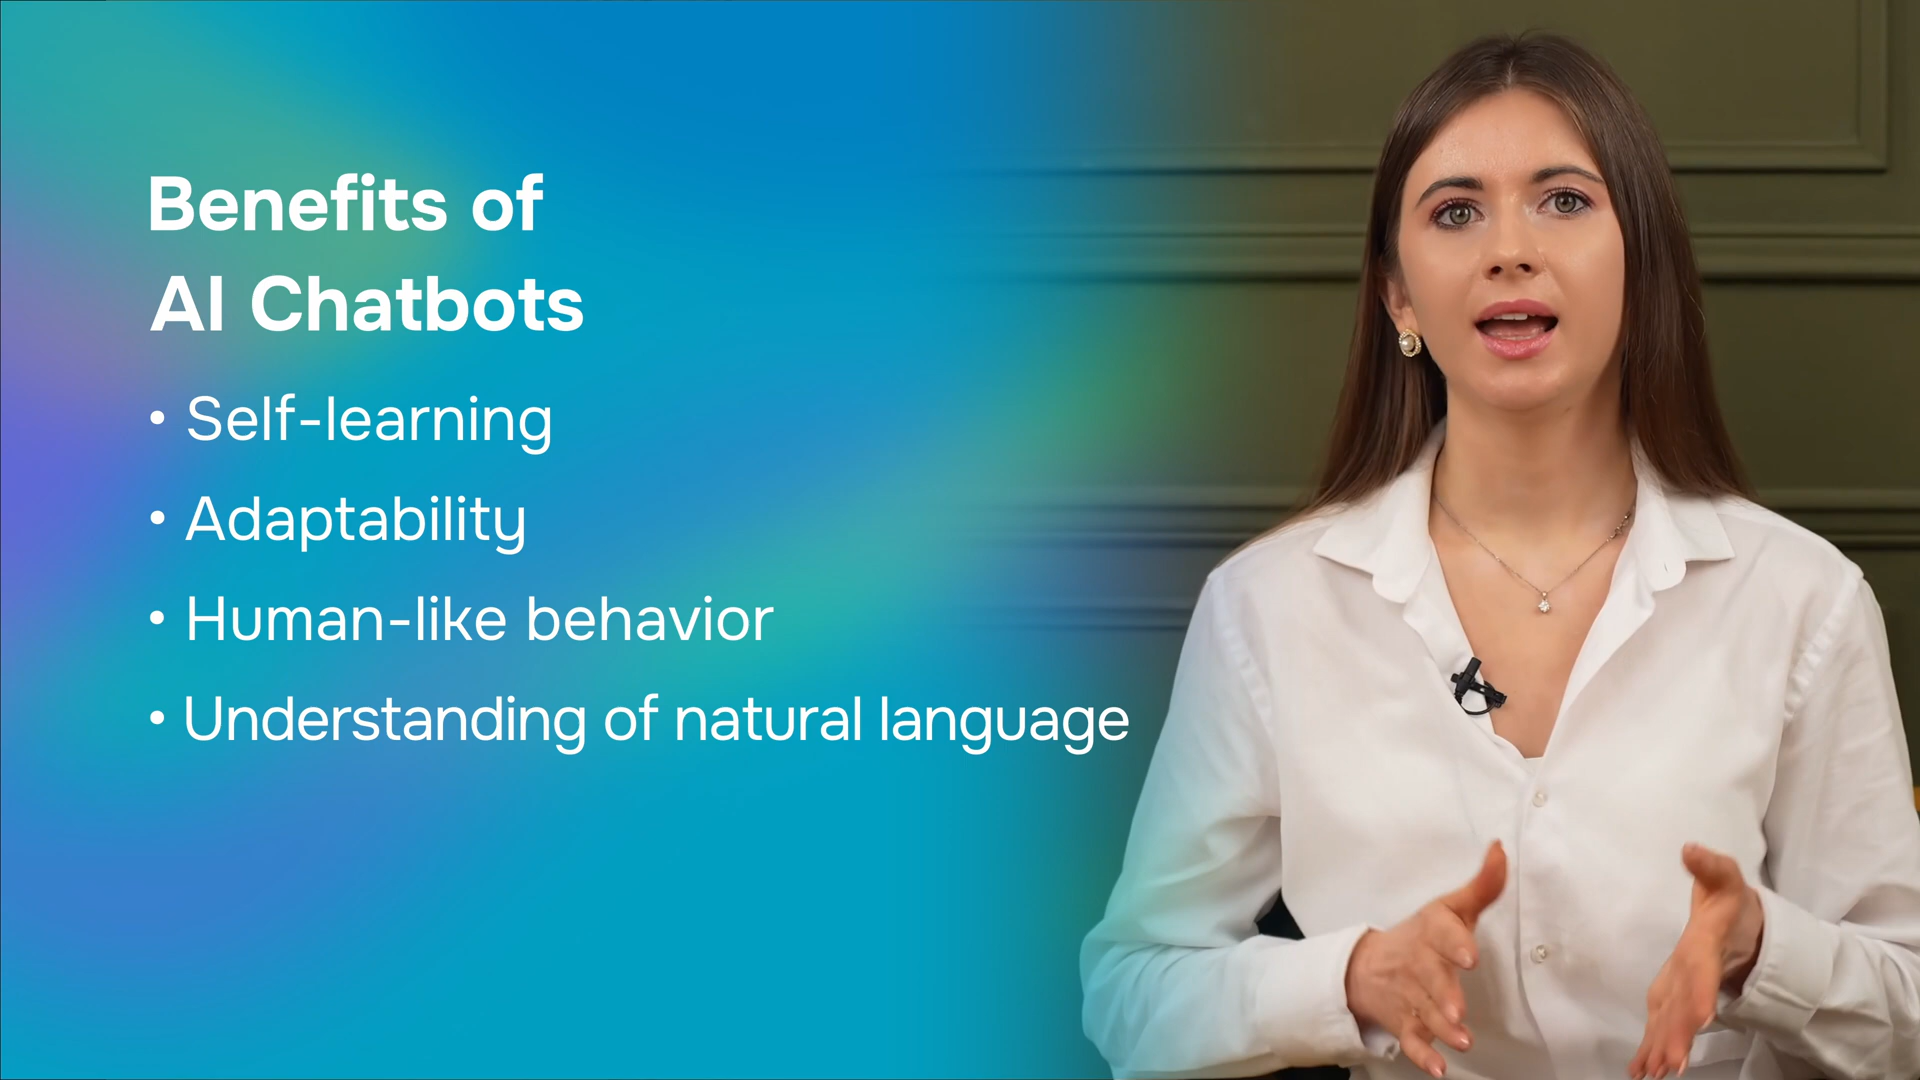 Benefits of
AI Chatbots
• Self-learning
• Adaptability
• Human-like behavior
• Understanding of natural language